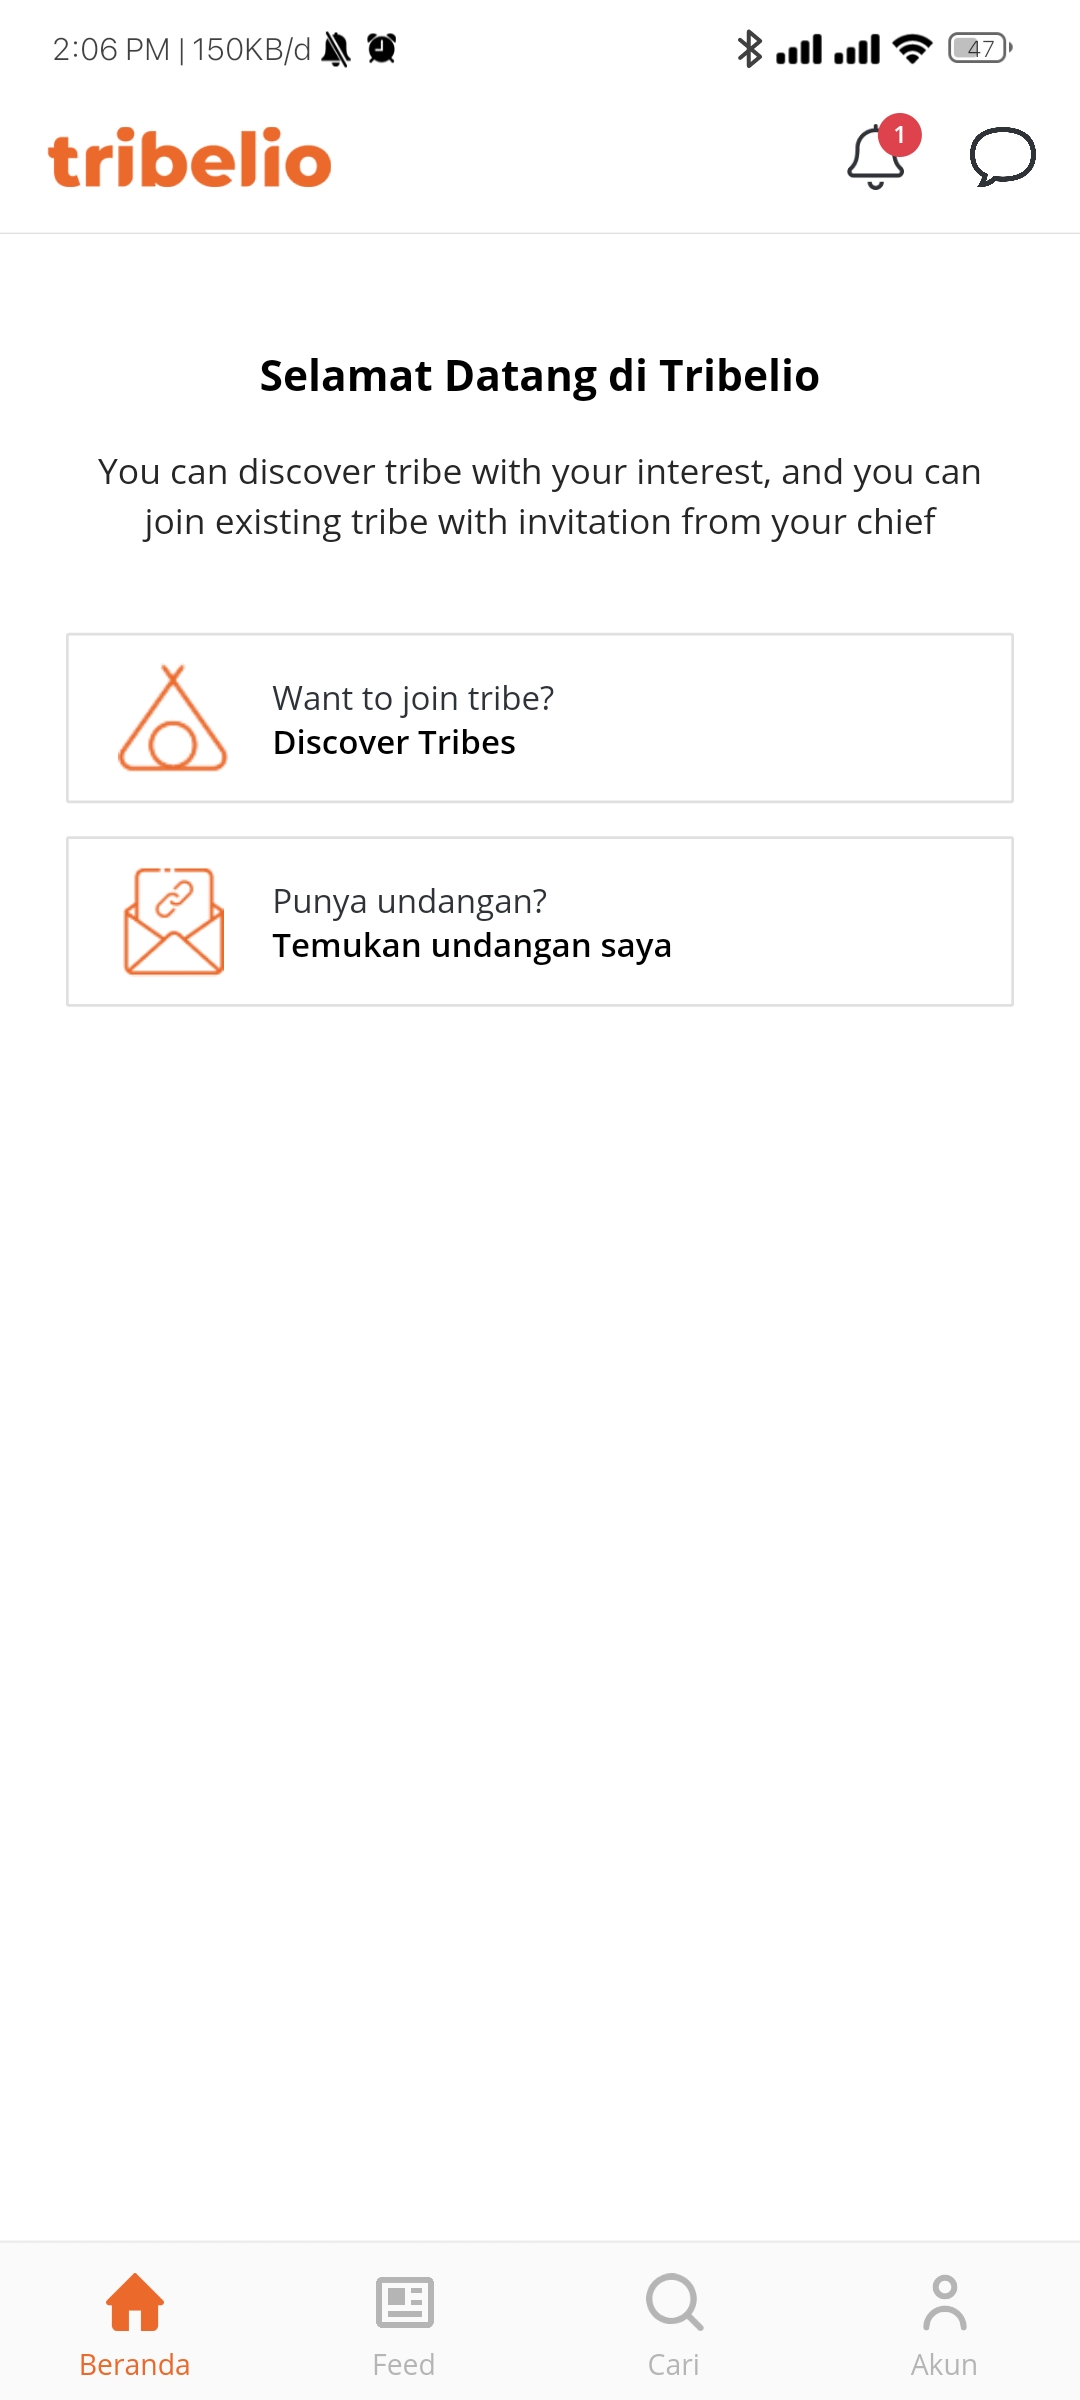 2:06 PM | 150KB/d
47
tribelio
1
Selamat Datang di Tribelio
You can discover tribe with your interest, and you can
join existing tribe with invitation from your chief
Want to join tribe?
Discover Tribes
Punya undangan?
Temukan undangan saya
Beranda
Feed
Cari
Akun